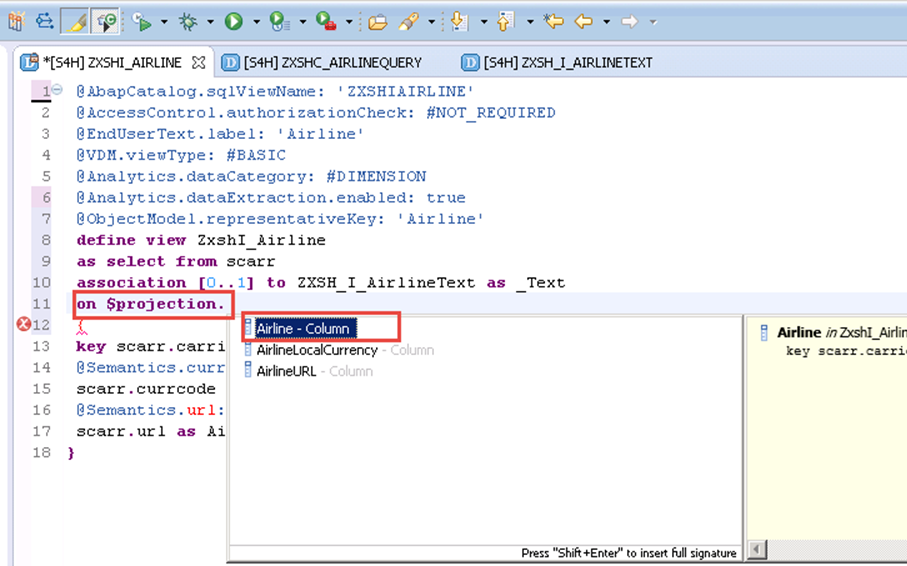 *[S4H] ZXSHI_AIRLINE [S4H] ZXSHC_AIRLINEQUERY [S4H] ZXSH_I_AIRLINETEXT
1 @AbapCatalog.sqlViewName: 'ZXSHIAIRLINE'
2 @AccessControl.authorizationCheck: #NOT_REQUIRED
3 @EndUserText.label: 'Airline'
4 @VDM.viewType: #BASIC
5 @Analytics.dataCategory: #DIMENSION
6 @Analytics.dataExtraction.enabled: true
7 @ObjectModel.representativeKey: 'Airline'
8 define view ZxshI_Airline
9 as select from scarr
10 association [0..1] to ZXSH_I_AirlineText as _Text
11 on $projection.
12 {
13 key scarr.carri
14 @Semantics.curr
15 scarr.currcode
16 @Semantics.url:
17 scarr.url as Ai
18 }
Airline - Column
AirlineLocalCurrency - Column
AirlineURL - Column
Press "Shift+Enter" to insert full signature
Airline in ZxshI_Airlin
key scarr.carri